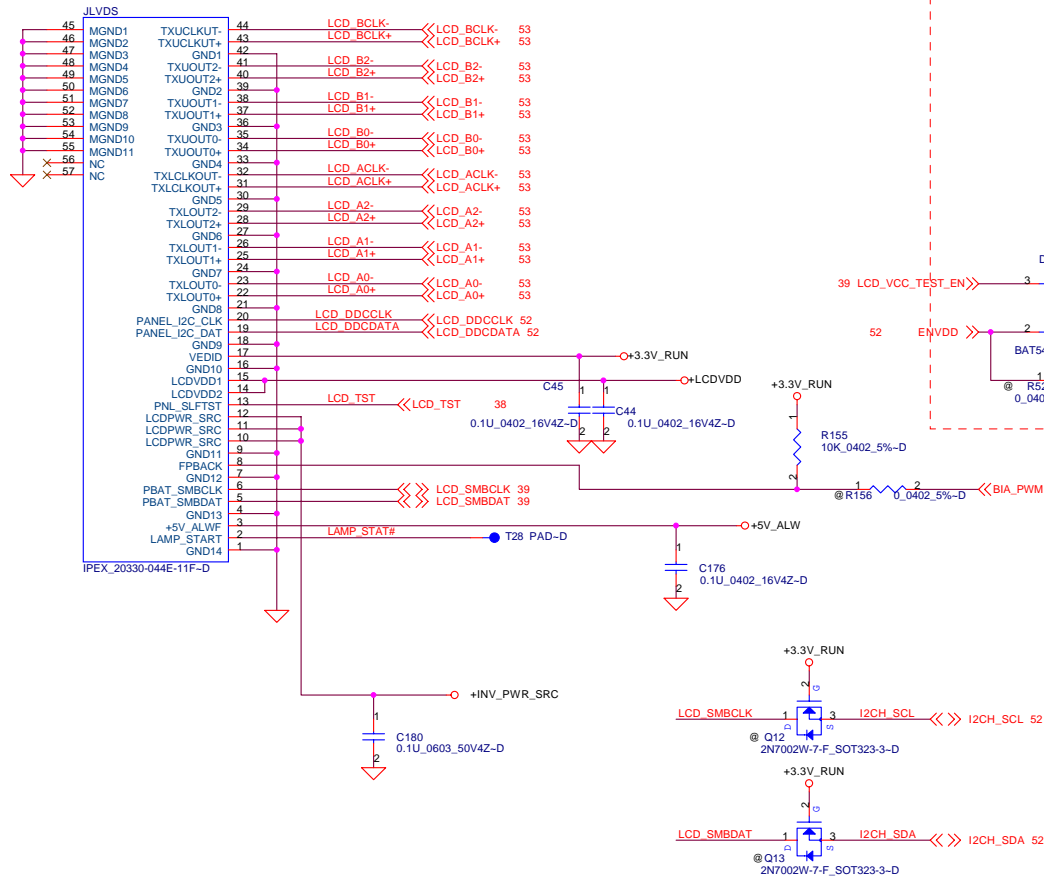 JLVDS
45 MGND1 TXUCLKUT- 44 LCD_BCLK- LCD_BCLK- 53
46 MGND2 TXUCLKUT+ 43 LCD_BCLK+ LCD_BCLK+ 53
47 MGND3 GND1 42
48 MGND4 TXUOUT2- 41 LCD_B2- LCD_B2- 53
49 MGND5 TXUOUT2+ 40 LCD_B2+ LCD_B2+ 53
50 MGND6 GND2 39
51 MGND7 TXUOUT1- 38 LCD_B1- LCD_B1- 53
52 MGND8 TXUOUT1+ 37 LCD_B1+ LCD_B1+ 53
53 MGND9 GND3 36
54 MGND10 TXUOUT0- 35 LCD_B0- LCD_B0- 53
55 MGND11 TXUOUT0+ 34 LCD_B0+ LCD_B0+ 53
56 NC GND4 33
57 NC TXLCLKOUT- 32 LCD_ACLK- LCD_ACLK- 53
TXLCLKOUT+ 31 LCD_ACLK+ LCD_ACLK+ 53
GND5 30
TXLOUT2- 29 LCD_A2- LCD_A2- 53
TXLOUT2+ 28 LCD_A2+ LCD_A2+ 53
GND6 27
TXLOUT1- 26 LCD_A1- LCD_A1- 53
TXLOUT1+ 25 LCD_A1+ LCD_A1+ 53
GND7 24
TXLOUT0- 23 LCD_A0- LCD_A0- 53
TXLOUT0+ 22 LCD_A0+ LCD_A0+ 53
GND8 21
PANEL_I2C_CLK 20 LCD_DDCCLK LCD_DDCCLK 52
PANEL_I2C_DAT 19 LCD_DDCDATA LCD_DDCDATA 52
GND9 18
VEDID 17 +3.3V_RUN
GND10 16
LCDVDD1 15 +LCDVDD
LCDVDD2 14
PNL_SLFTST 13 LCD_TST LCD_TST 38
LCDPWR_SRC 12
LCDPWR_SRC 11
LCDPWR_SRC 10
GND11 9
FPBACK 8
GND12 7
PBAT_SMBCLK 6 LCD_SMBCLK 39
PBAT_SMBDAT 5 LCD_SMBDAT 39
GND13 4
+5V_ALWF 3 +5V_ALW
LAMP_START 2 LAMP_STAT# T28 PAD~D
GND14 1
IPEX_20330-044E-11F~D
39 LCD_VCC_TEST_EN 3
D
52 ENVDD 2
BAT54
1
@ R52
0_040
C45 1 2
0.1U_0402_16V4Z~D
1 C44 2
0.1U_0402_16V4Z~D
+3.3V_RUN
1
R155
10K_0402_5%~D
2
@R156 1 2 0_0402_5%~D BIA_PWM
1
C176
0.1U_0402_16V4Z~D
2
+INV_PWR_SRC
1
C180
0.1U_0603_50V4Z~D
2
+3.3V_RUN
2 G
LCD_SMBCLK 1 D S 3 I2CH_SCL I2CH_SCL 52
@ Q12
2N7002W-7-F_SOT323-3~D
+3.3V_RUN
2 G
LCD_SMBDAT 1 D S 3 I2CH_SDA I2CH_SDA 52
@Q13
2N7002W-7-F_SOT323-3~D